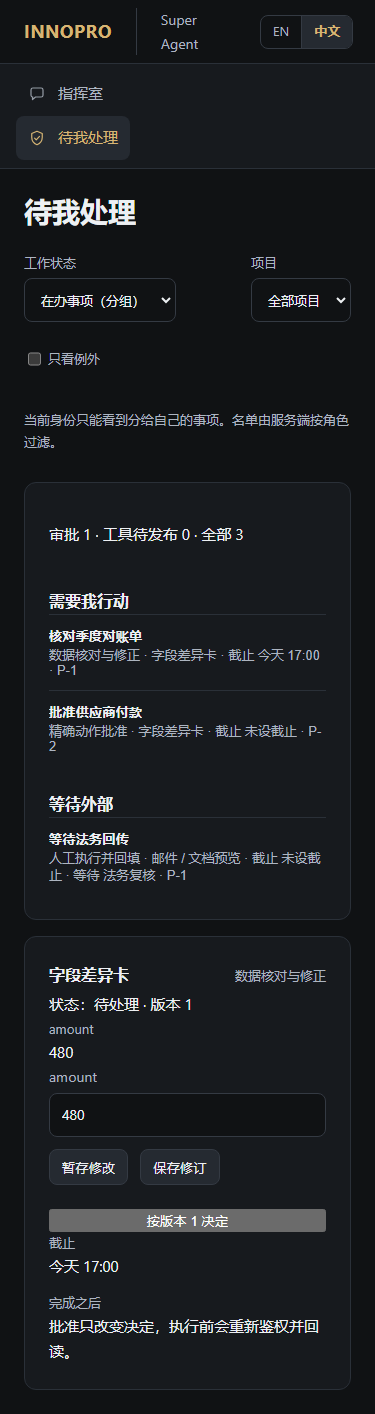 INNOPRO
Super
Agent
EN
中文
指挥室
待我处理
待我处理
工作状态
项目
在办事项（分组）
全部项目
只看例外
当前身份只能看到分给自己的事项。名单由服务端按角色
过滤。
审批 1 · 工具待发布 0 · 全部 3
需要我行动
核对季度对账单
数据核对与修正 · 字段差异卡 · 截止 今天 17:00
· P-1
批准供应商付款
精确动作批准 · 字段差异卡 · 截止 未设截止 · P-
2
等待外部
等待法务回传
人工执行并回填 · 邮件 / 文档预览 · 截止 未设截
止 · 等待 法务复核 · P-1
字段差异卡
数据核对与修正
状态：待处理 · 版本 1
amount
480
amount
480
暂存修改
保存修订
按版本 1 决定
截止
今天 17:00
完成之后
批准只改变决定，执行前会重新鉴权并回
读。